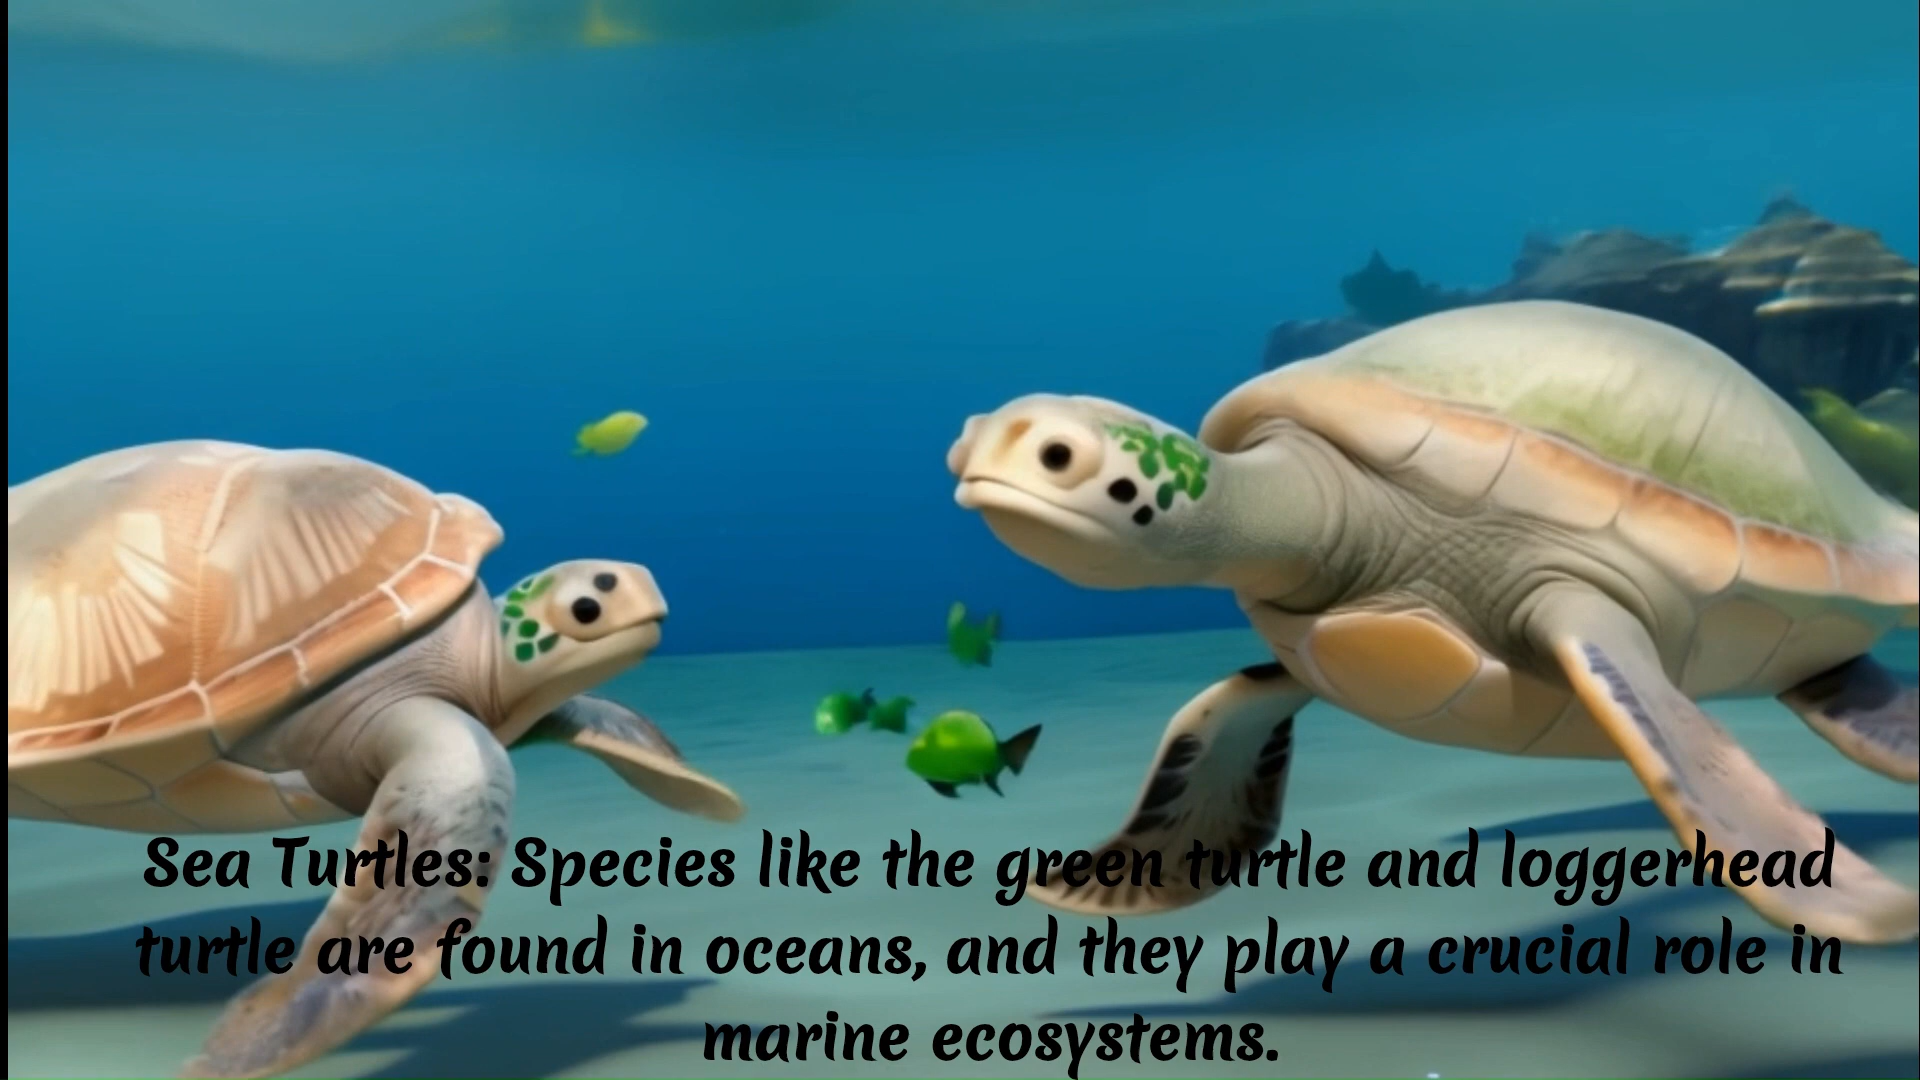 Sea Turtles: Species like the green turtle and loggerhead
turtle are found in oceans, and they play a crucial role in
marine ecosystems.